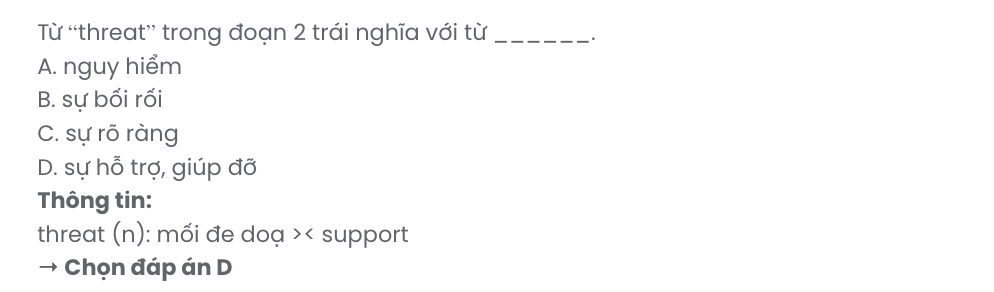 Từ “threat” trong đoạn 2 trái nghĩa với từ ______.
A. nguy hiểm
B. sự bối rối
C. sự rõ ràng
D. sự hỗ trợ, giúp đỡ
Thông tin:
threat (n): mối đe doạ >< support
→ Chọn đáp án D